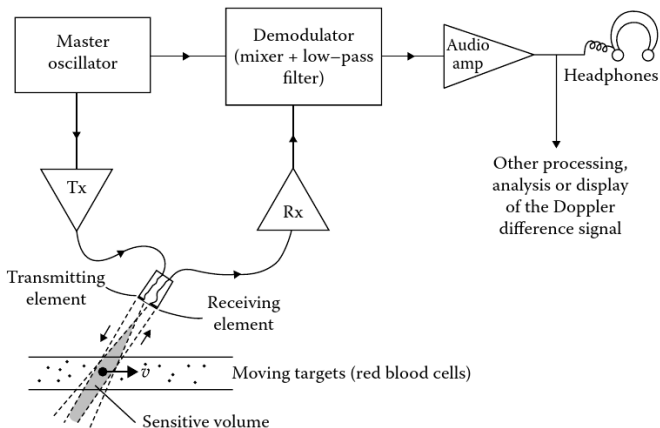 Master
oscillator
Demodulator
(mixer + low–pass
filter)
Audio
amp
Headphones
Tx
Rx
Other processing,
analysis or display
of the Doppler
difference signal
Transmitting
element
Receiving
element
v
Moving targets (red blood cells)
Sensitive volume